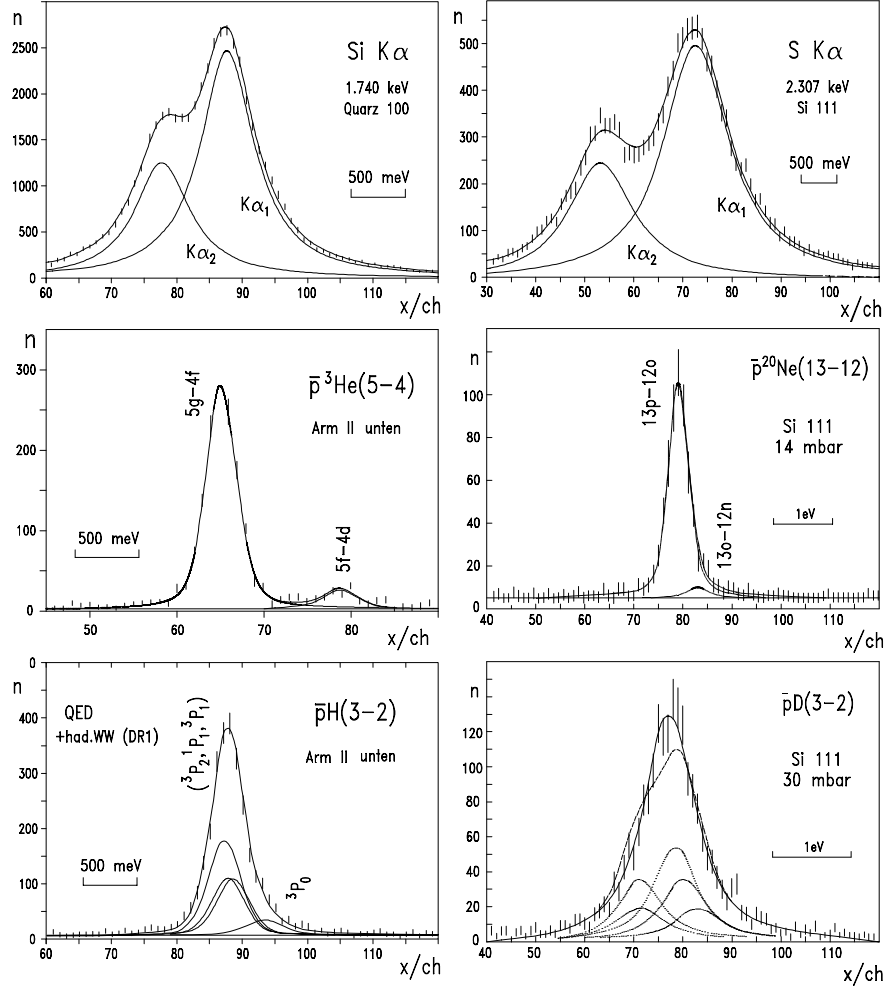 n
Si Kα
1.740 keV
Quarz 100
500 meV
Kα₁
Kα₂
2500
2000
1500
1000
500
0
60 70 80 90 100 110
x/ch
n
S Kα
2.307 keV
Si 111
500 meV
Kα₁
Kα₂
500
400
300
200
100
0
30 40 50 60 70 80 90 100
x/ch
n
p̄ ³He(5-4)
Arm II unten
5g-4f
500 meV
5f-4d
300
200
100
0
50 60 70 80
x/ch
n
p̄²⁰Ne(13-12)
Si 111
14 mbar
13p-12o
1eV
13o-12n
100
80
60
40
20
0
40 50 60 70 80 90 100 110 120
x/ch
0
n
QED
+had.WW (DR1)
(³P₂,¹P₁,³P₁)
p̄H(3-2)
Arm II unten
500 meV
³P₀
400
300
200
100
0
60 70 80 90 100 110
x/ch
n
p̄D(3-2)
Si 111
30 mbar
1eV
120
100
80
60
40
20
0
40 50 60 70 80 90 100 110 120
x/ch